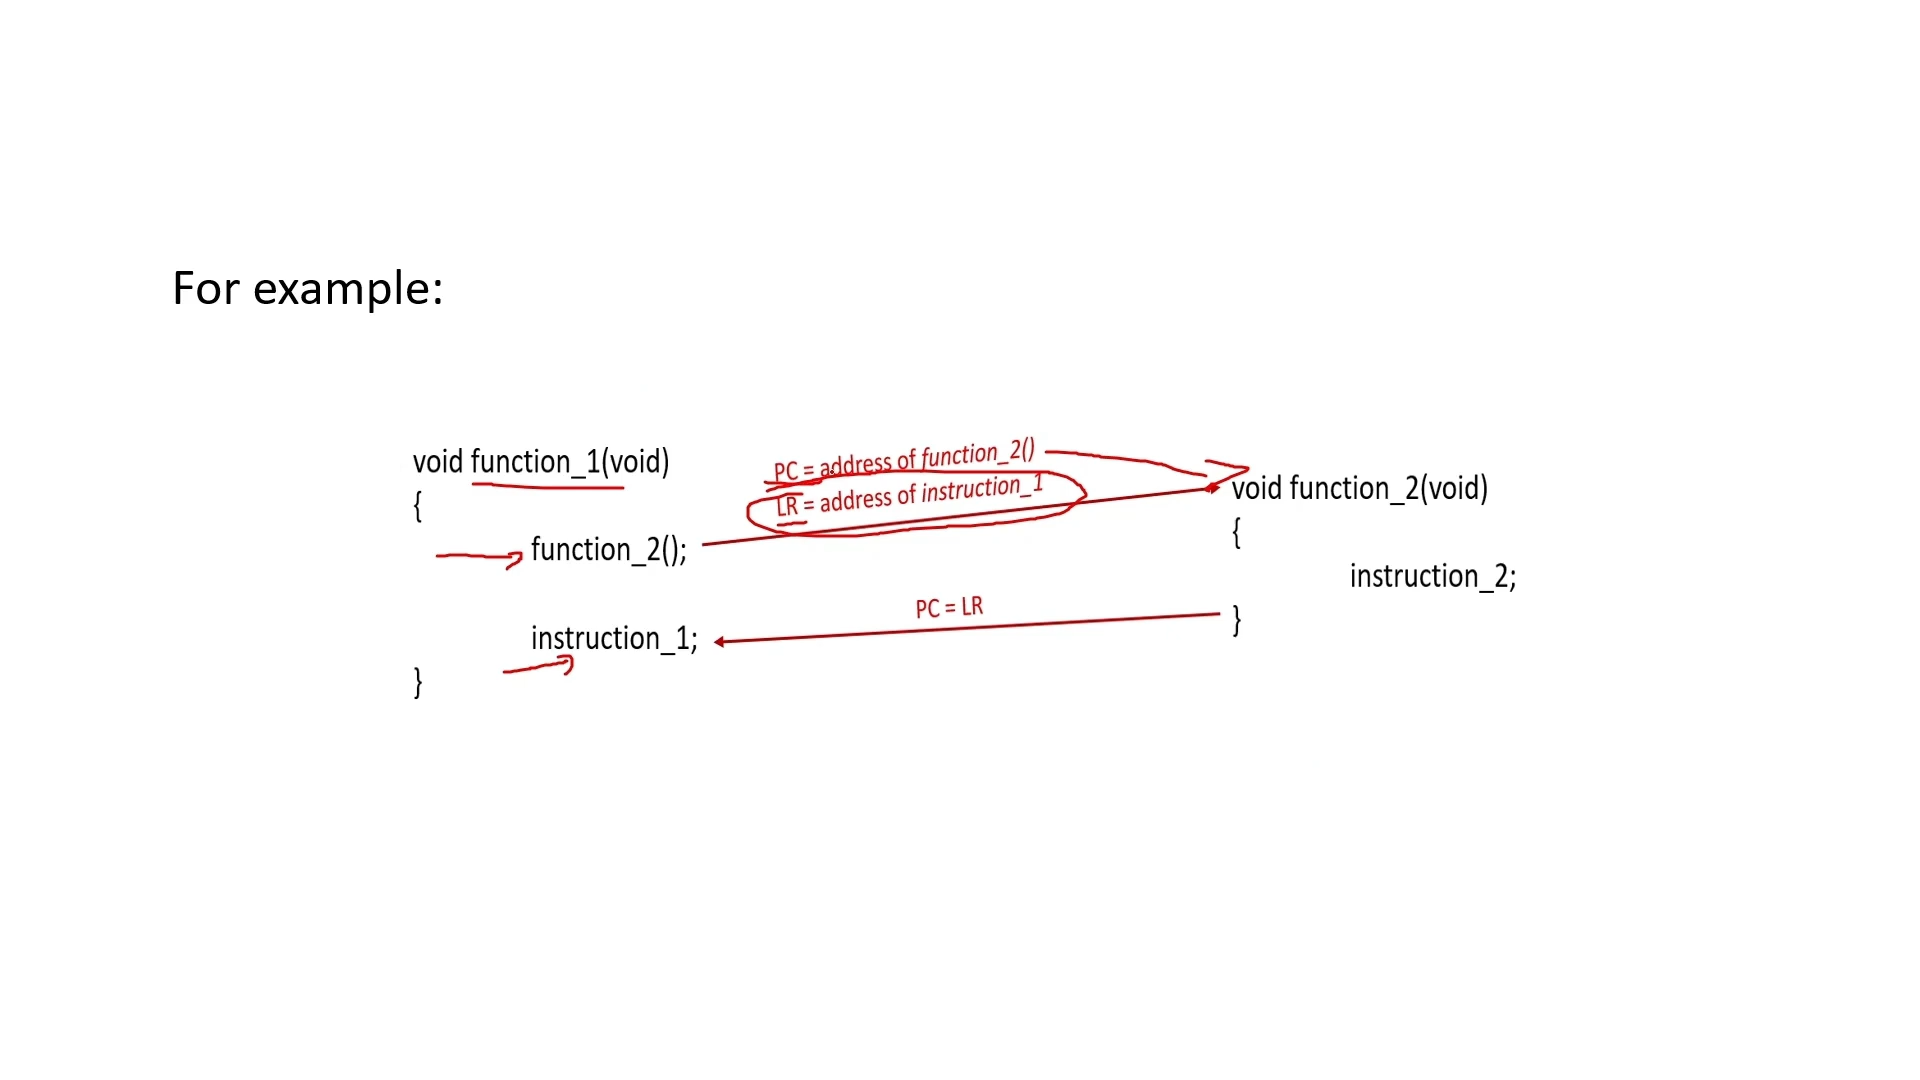 For example:
void function_1(void)
{
function_2();
instruction_1;
}
PC = address of function_2()
LR = address of instruction_1
PC = LR
void function_2(void)
{
instruction_2;
}